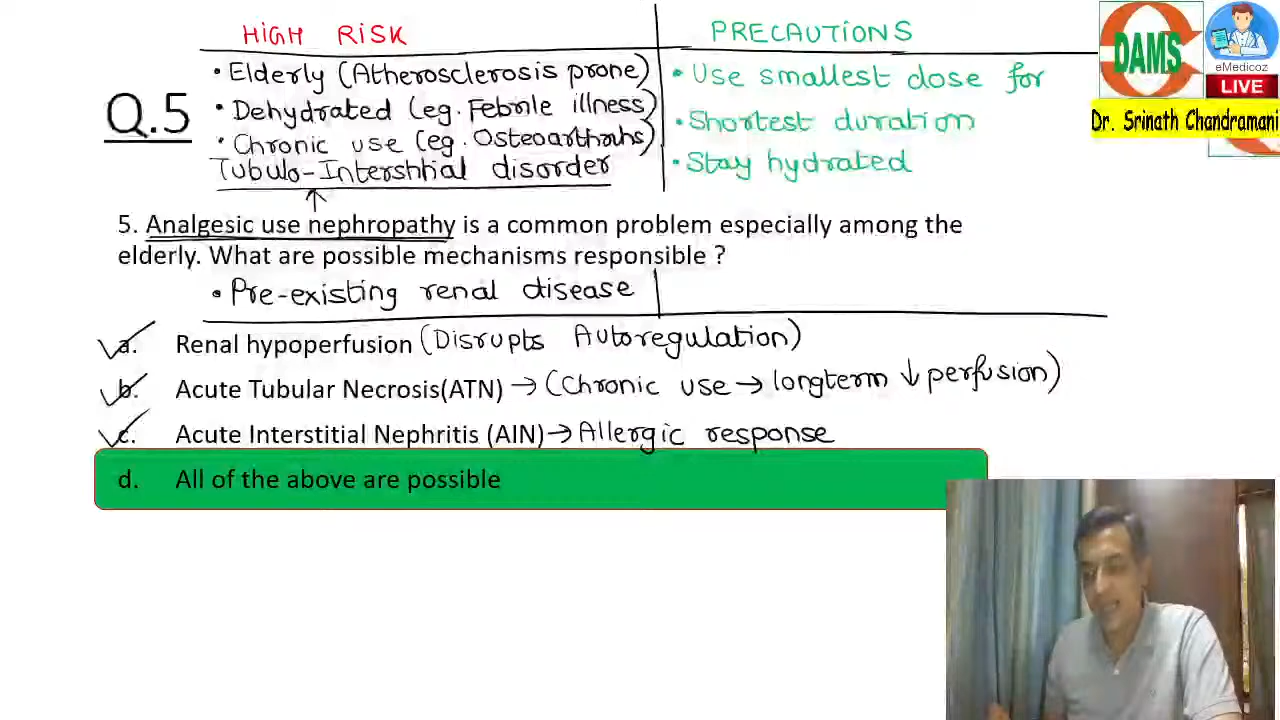 HIGH RISK
PRECAUTIONS
DAMS
eMedicoz
LIVE
Dr. Srinath Chandramani
Q.5
• Elderly (Atherosclerosis prone)
• Dehydrated (eg. Febrile illness)
• Chronic use (eg. Osteoarthritis)
Tubulo-Interstitial disorder
• Use smallest dose for
• Shortest duration
• Stay hydrated
5. Analgesic use nephropathy is a common problem especially among the
elderly. What are possible mechanisms responsible ?
• Pre-existing renal disease
a. Renal hypoperfusion (Disrupts Autoregulation)
b. Acute Tubular Necrosis(ATN) → (Chronic use → longterm ↓ perfusion)
c. Acute Interstitial Nephritis (AIN) → Allergic response
d. All of the above are possible